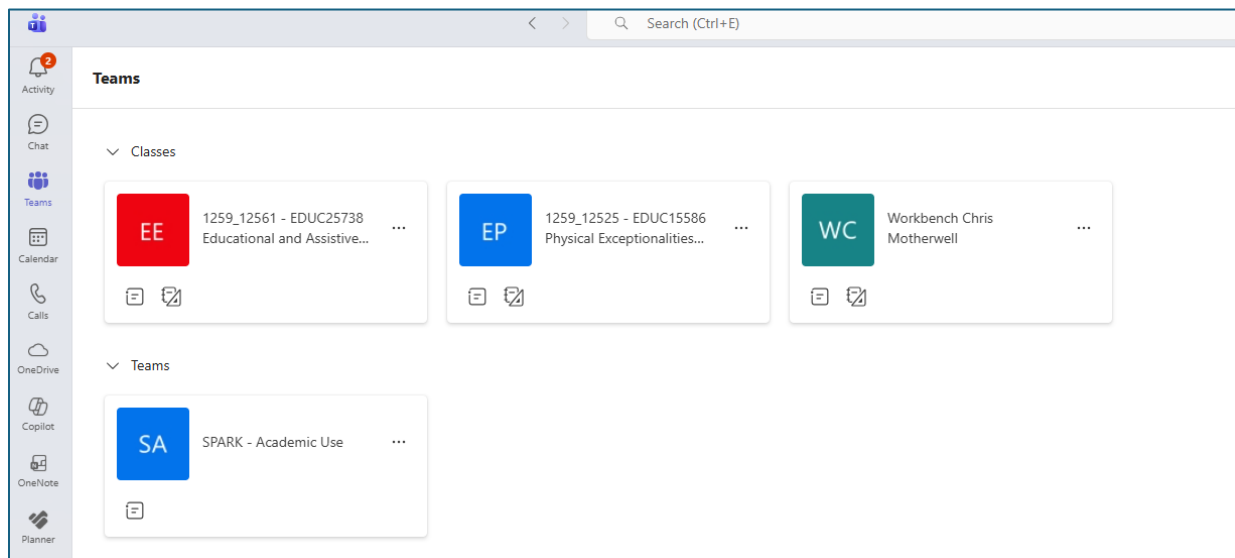 Search (Ctrl+E)
2
Activity
Chat
Teams
Calendar
Calls
OneDrive
Copilot
OneNote
Planner
Teams
Classes
EE
1259_12561 - EDUC25738
Educational and Assistive...
EP
1259_12525 - EDUC15586
Physical Exceptionalities...
WC
Workbench Chris
Motherwell
Teams
SA
SPARK - Academic Use